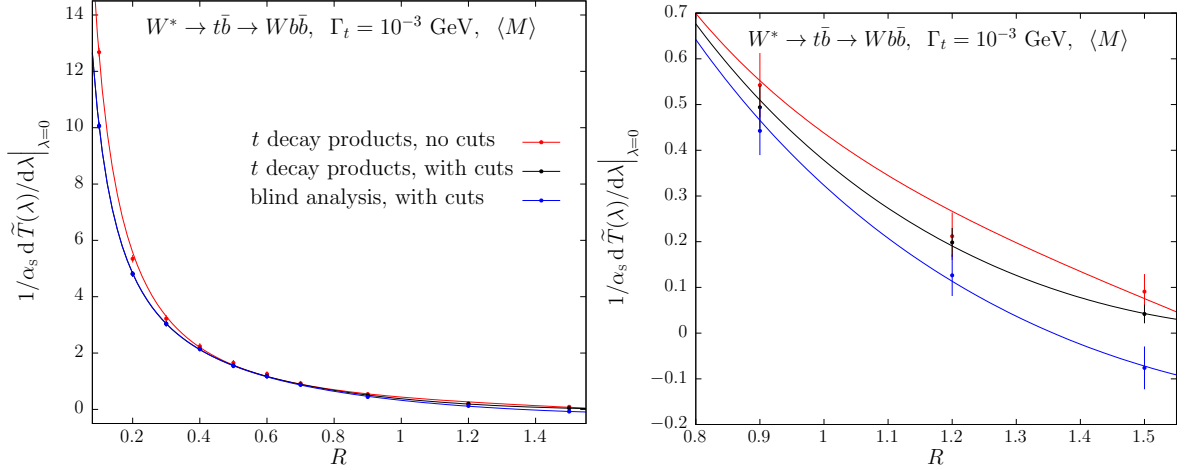 W* → tb̄ → Wbb̄, Γ_t = 10⁻³ GeV, ⟨M⟩
t decay products, no cuts
t decay products, with cuts
blind analysis, with cuts
1/α_s d T̃(λ)/dλ|_{λ=0}
14
12
10
8
6
4
2
0
0.2 0.4 0.6 0.8 1 1.2 1.4
R
W* → tb̄ → Wbb̄, Γ_t = 10⁻³ GeV, ⟨M⟩
1/α_s d T̃(λ)/dλ|_{λ=0}
0.7
0.6
0.5
0.4
0.3
0.2
0.1
0
−0.1
−0.2
0.8 0.9 1 1.1 1.2 1.3 1.4 1.5
R